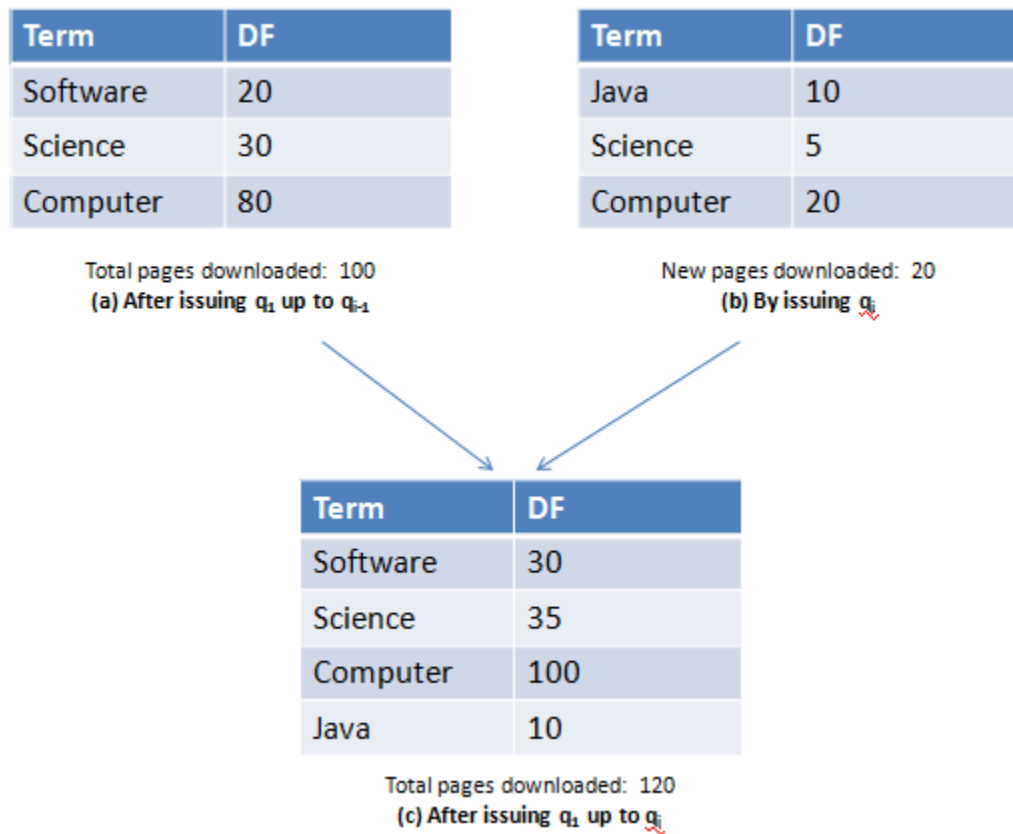 Term DF
Software 20
Science 30
Computer 80
Total pages downloaded: 100
(a) After issuing q₁ up to qᵢ₋₁
Term DF
Java 10
Science 5
Computer 20
New pages downloaded: 20
(b) By issuing qᵢ
Term DF
Software 30
Science 35
Computer 100
Java 10
Total pages downloaded: 120
(c) After issuing q₁ up to qᵢ